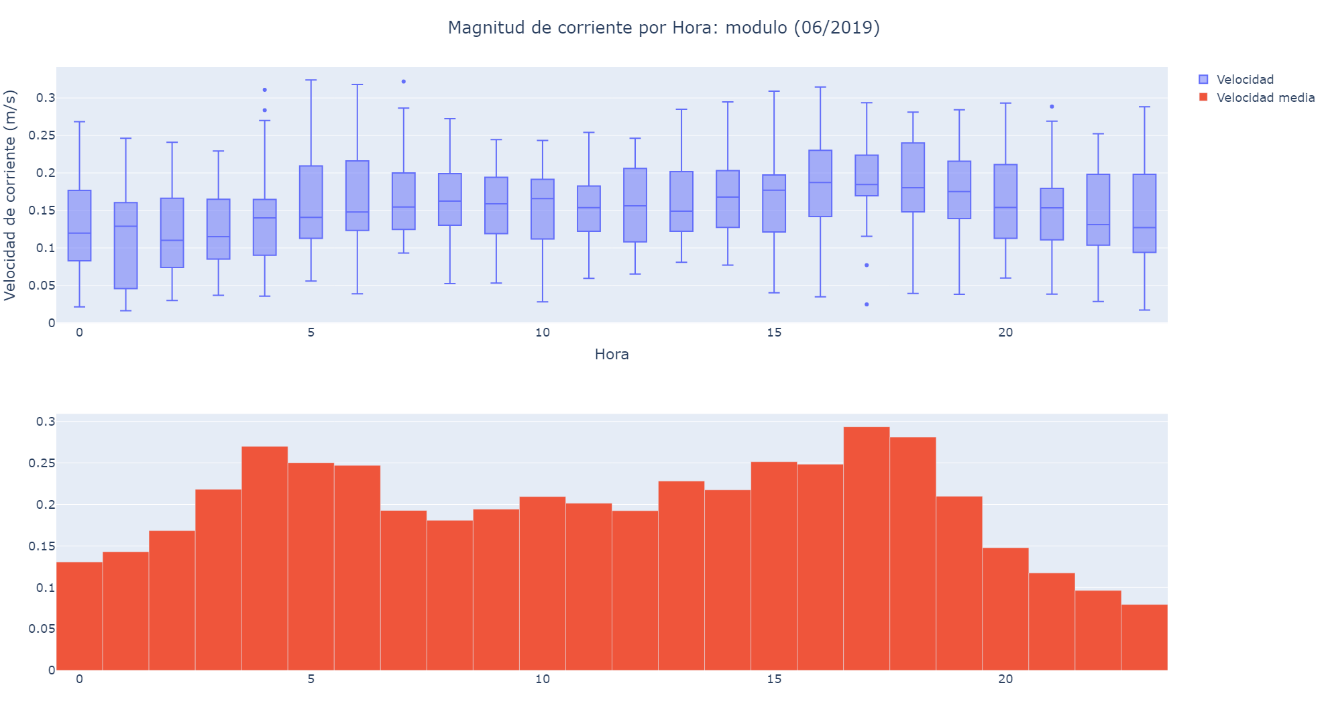 Magnitud de corriente por Hora: modulo (06/2019)
Velocidad
Velocidad media
Velocidad de corriente (m/s)
0.3
0.25
0.2
0.15
0.1
0.05
0
0 5 10 15 20
Hora
0.3
0.25
0.2
0.15
0.1
0.05
0
0 5 10 15 20